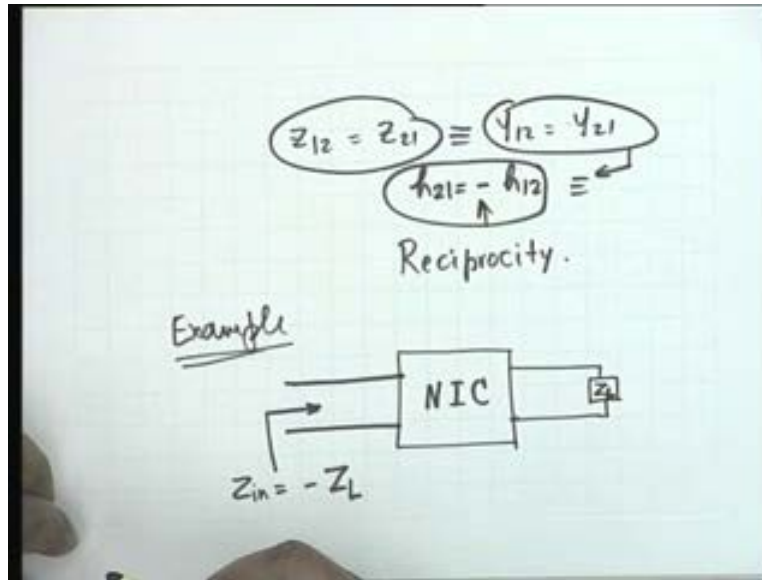 Z12 = Z21 ≡ Y12 = Y21
h21 = - h12 ≡
Reciprocity.
Example
NIC
ZL
Zin = - ZL